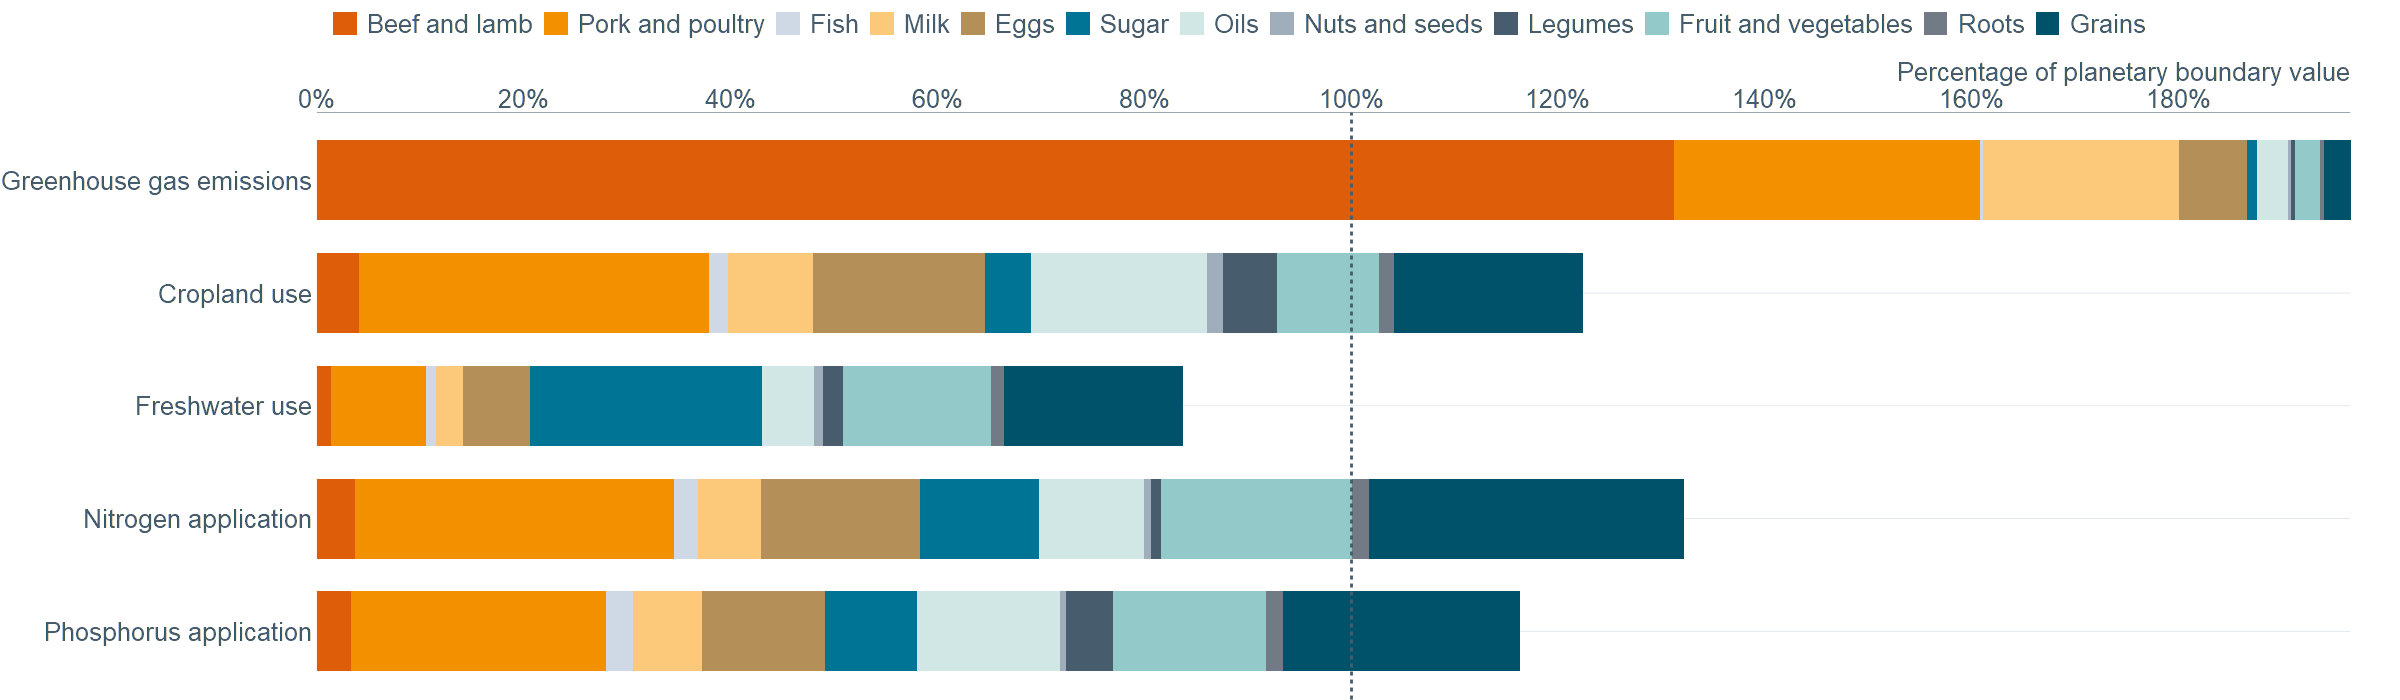 Beef and lamb Pork and poultry Fish Milk Eggs Sugar Oils Nuts and seeds Legumes Fruit and vegetables Roots Grains
Percentage of planetary boundary value
0% 20% 40% 60% 80% 100% 120% 140% 160% 180%
Greenhouse gas emissions
Cropland use
Freshwater use
Nitrogen application
Phosphorus application